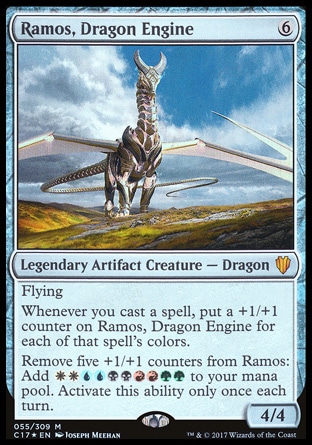 Ramos, Dragon Engine 6
Legendary Artifact Creature — Dragon
Flying
Whenever you cast a spell, put a +1/+1
counter on Ramos, Dragon Engine for
each of that spell's colors.
Remove five +1/+1 counters from Ramos:
Add to your mana
pool. Activate this ability only once
each turn.
4/4
055/309 M
C17 ★ EN Joseph Meehan
™ & © 2017 Wizards of the Coast